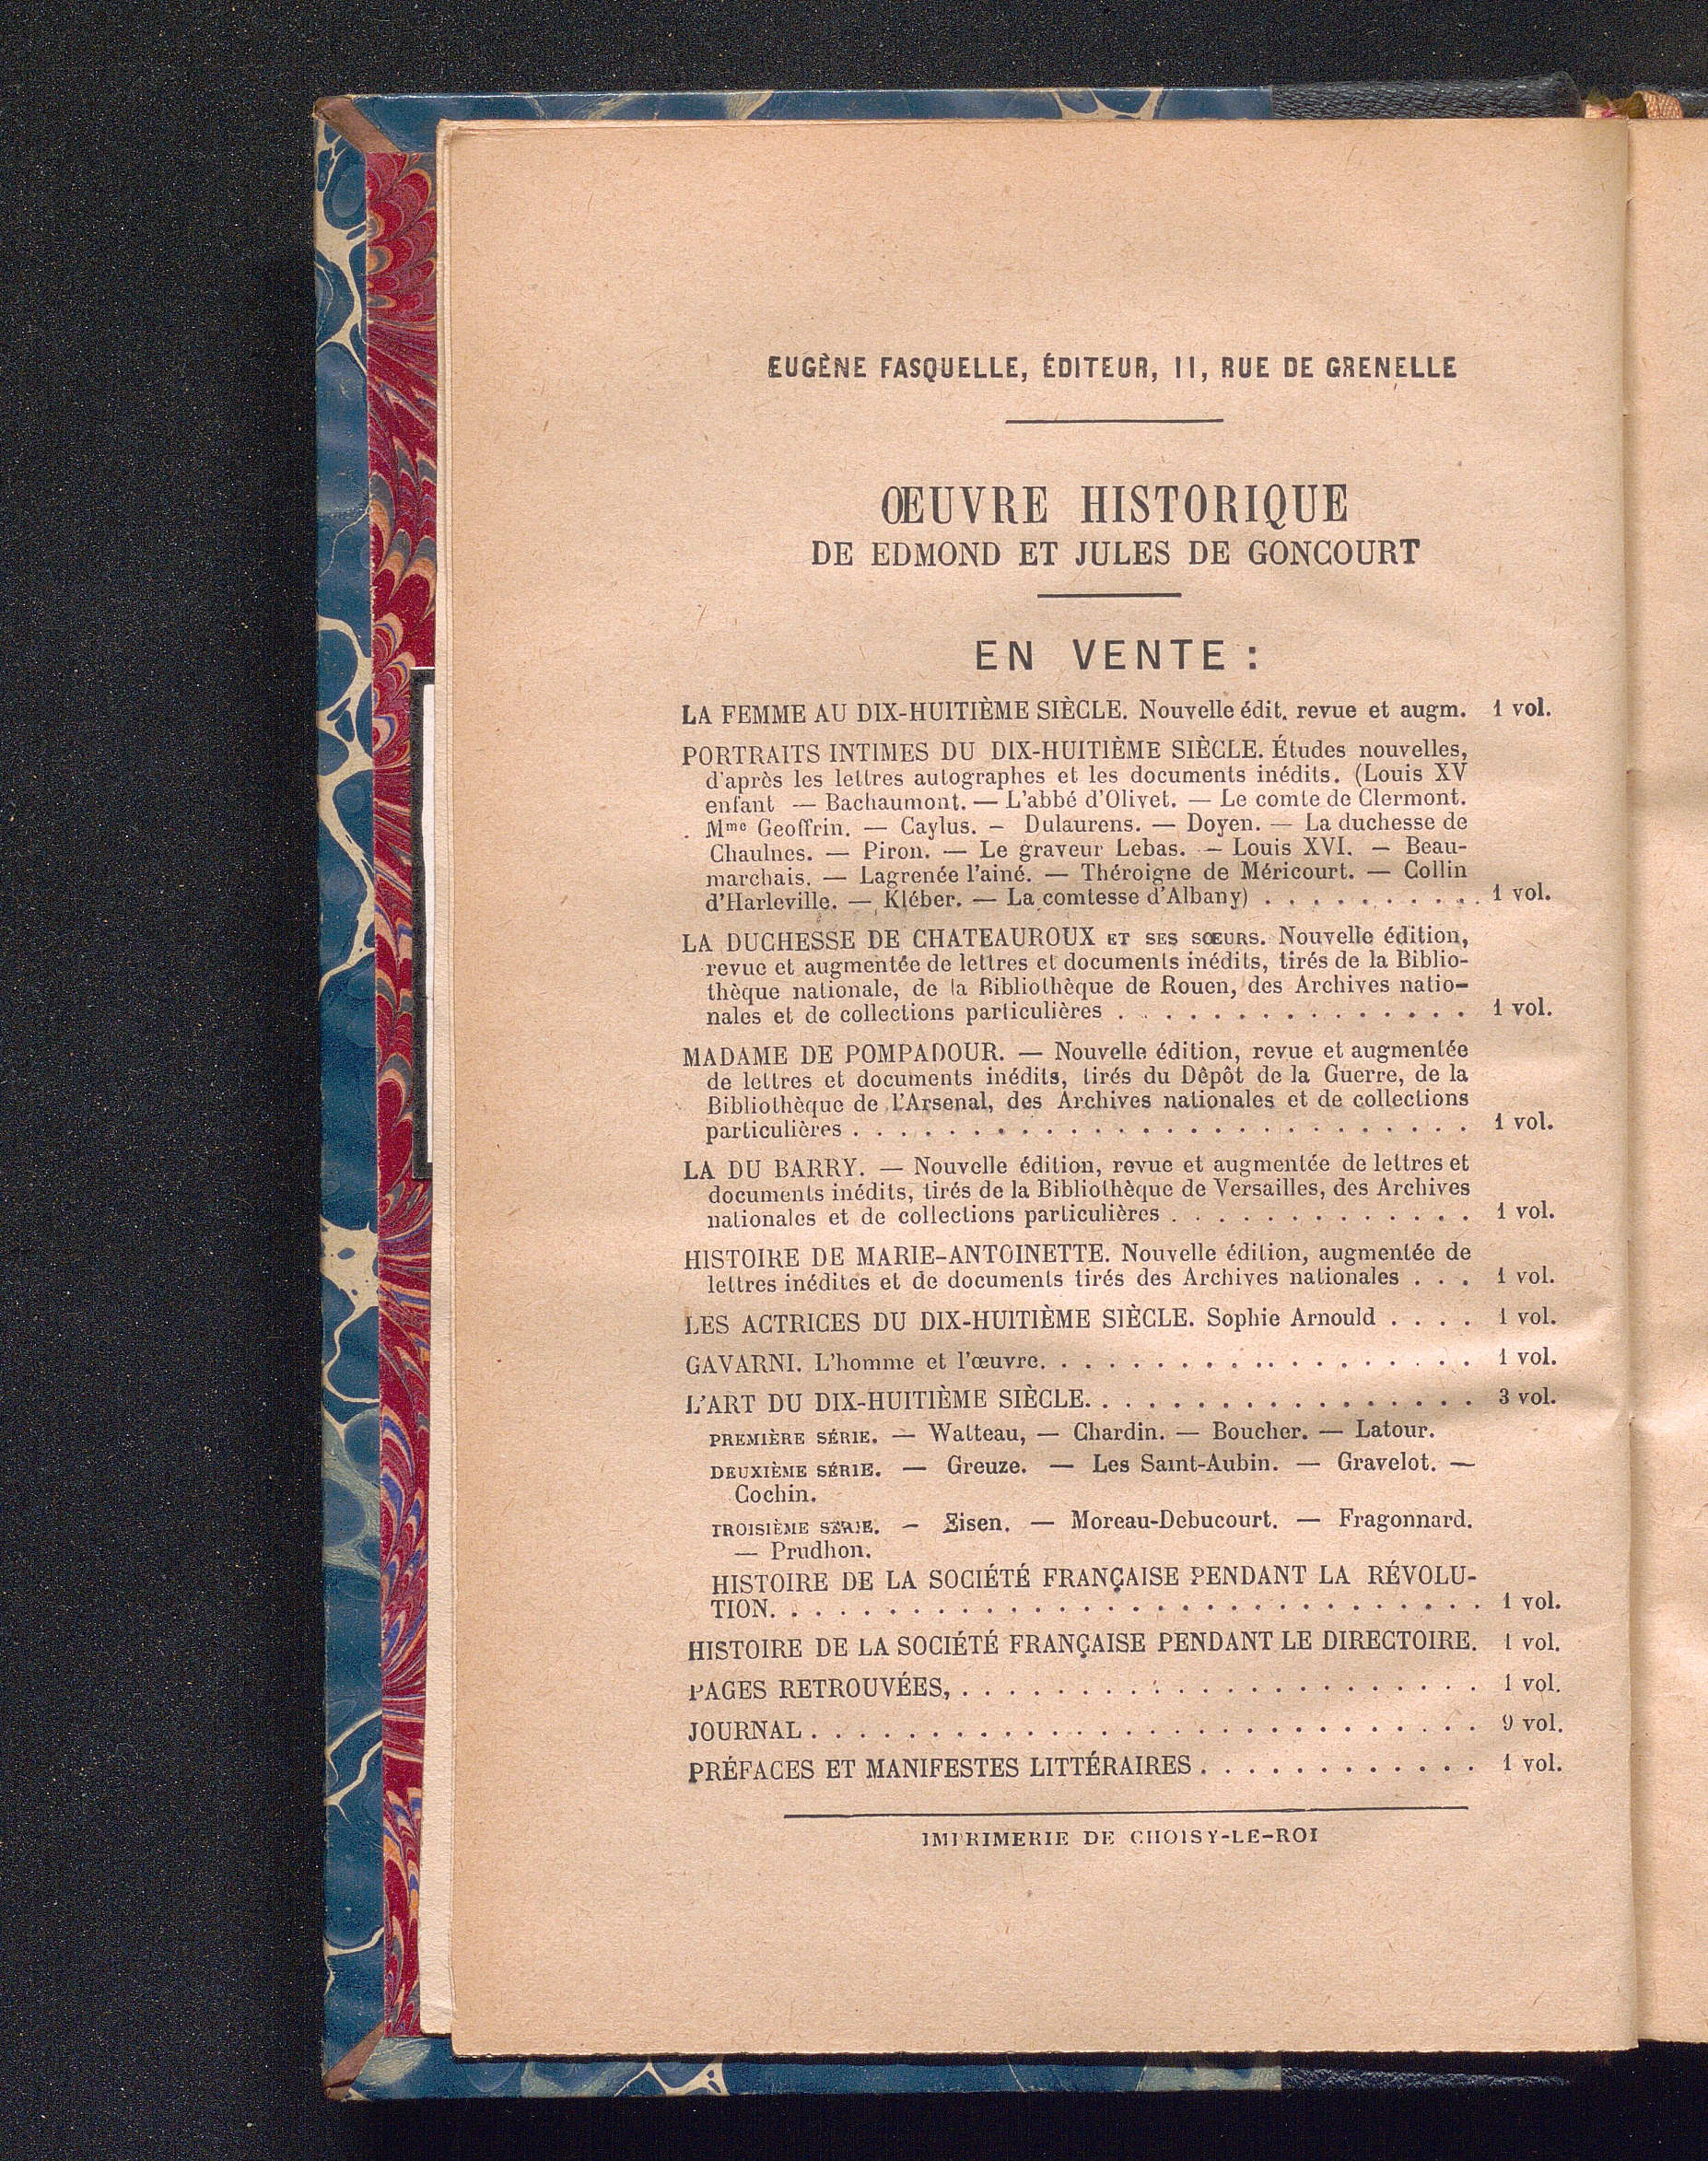 EUGÈNE FASQUELLE, ÉDITEUR, 11, RUE DE GRENELLE
ŒUVRE HISTORIQUE
DE EDMOND ET JULES DE GONCOURT
EN VENTE :
LA FEMME AU DIX-HUITIÈME SIÈCLE. Nouvelle édit. revue et augm. 1 vol.
PORTRAITS INTIMES DU DIX-HUITIÈME SIÈCLE. Études nouvelles,
d'après les lettres autographes et les documents inédits. (Louis XV
enfant — Bachaumont. — L'abbé d'Olivet. — Le comte de Clermont.
Mme Geoffrin. — Caylus. — Dulaurens. — Doyen. — La duchesse de
Chaulnes. — Piron. — Le graveur Lebas. — Louis XVI. — Beau-
marchais. — Lagrenée l'ainé. — Théroigne de Méricourt. — Collin
d'Harleville. — Kléber. — La comtesse d'Albany) . . . . . . . . . . 1 vol.
LA DUCHESSE DE CHATEAUROUX ET SES SŒURS. Nouvelle édition,
revue et augmentée de lettres et documents inédits, tirés de la Biblio-
thèque nationale, de la Bibliothèque de Rouen, des Archives natio-
nales et de collections particulières . . . . . . . . . . . . . . . 1 vol.
MADAME DE POMPADOUR. — Nouvelle édition, revue et augmentée
de lettres et documents inédits, tirés du Dêpôt de la Guerre, de la
Bibliothèque de l'Arsenal, des Archives nationales et de collections
particulières . . . . . . . . . . . . . . . . . . . . . . . . . . 1 vol.
LA DU BARRY. — Nouvelle édition, revue et augmentée de lettres et
documents inédits, tirés de la Bibliothèque de Versailles, des Archives
nationales et de collections particulières . . . . . . . . . . . . . 1 vol.
HISTOIRE DE MARIE-ANTOINETTE. Nouvelle édition, augmentée de
lettres inédites et de documents tirés des Archives nationales . . . 1 vol.
LES ACTRICES DU DIX-HUITIÈME SIÈCLE. Sophie Arnould . . . . 1 vol.
GAVARNI. L'homme et l'œuvre. . . . . . . . . . . . . . . . . . . 1 vol.
L'ART DU DIX-HUITIÈME SIÈCLE. . . . . . . . . . . . . . . . . 3 vol.
PREMIÈRE SÉRIE. — Watteau, — Chardin. — Boucher. — Latour.
DEUXIÈME SÉRIE. — Greuze. — Les Saint-Aubin. — Gravelot. —
Cochin.
TROISIÈME SÉRIE. — Eisen. — Moreau-Debucourt. — Fragonnard.
— Prudhon.
HISTOIRE DE LA SOCIÉTÉ FRANÇAISE PENDANT LA RÉVOLU-
TION. . . . . . . . . . . . . . . . . . . . . . . . . . . . . . 1 vol.
HISTOIRE DE LA SOCIÉTÉ FRANÇAISE PENDANT LE DIRECTOIRE. 1 vol.
PAGES RETROUVÉES, . . . . . . . . . . . . . . . . . . . . . . 1 vol.
JOURNAL . . . . . . . . . . . . . . . . . . . . . . . . . . . . 9 vol.
PRÉFACES ET MANIFESTES LITTÉRAIRES . . . . . . . . . . . . 1 vol.
IMPRIMERIE DE CHOISY-LE-ROI